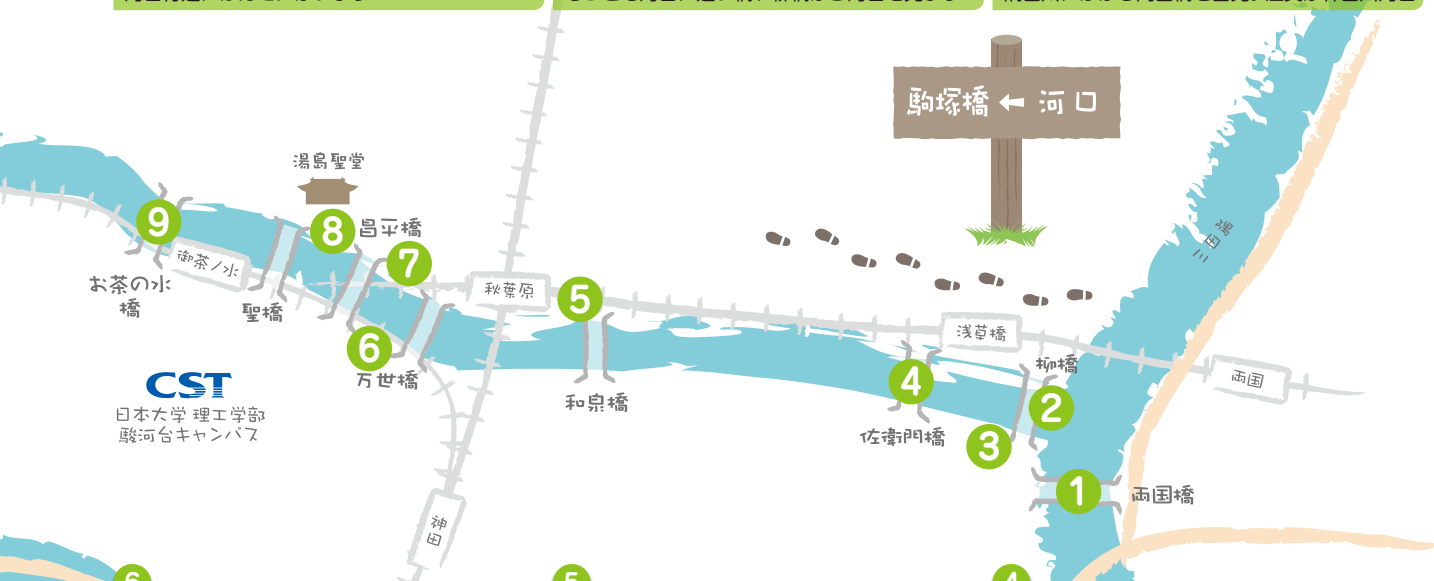 駒塚橋 ← 河口
湯島聖堂
隅田川
9
8
昌平橋
7
御茶ノ水
お茶の水
橋
聖橋
秋葉原
5
6
万世橋
浅草橋
柳橋
両国
4
2
CST
日本大学 理工学部
駿河台キャンパス
和泉橋
佐衛門橋
3
1
両国橋
神田
6
5
4